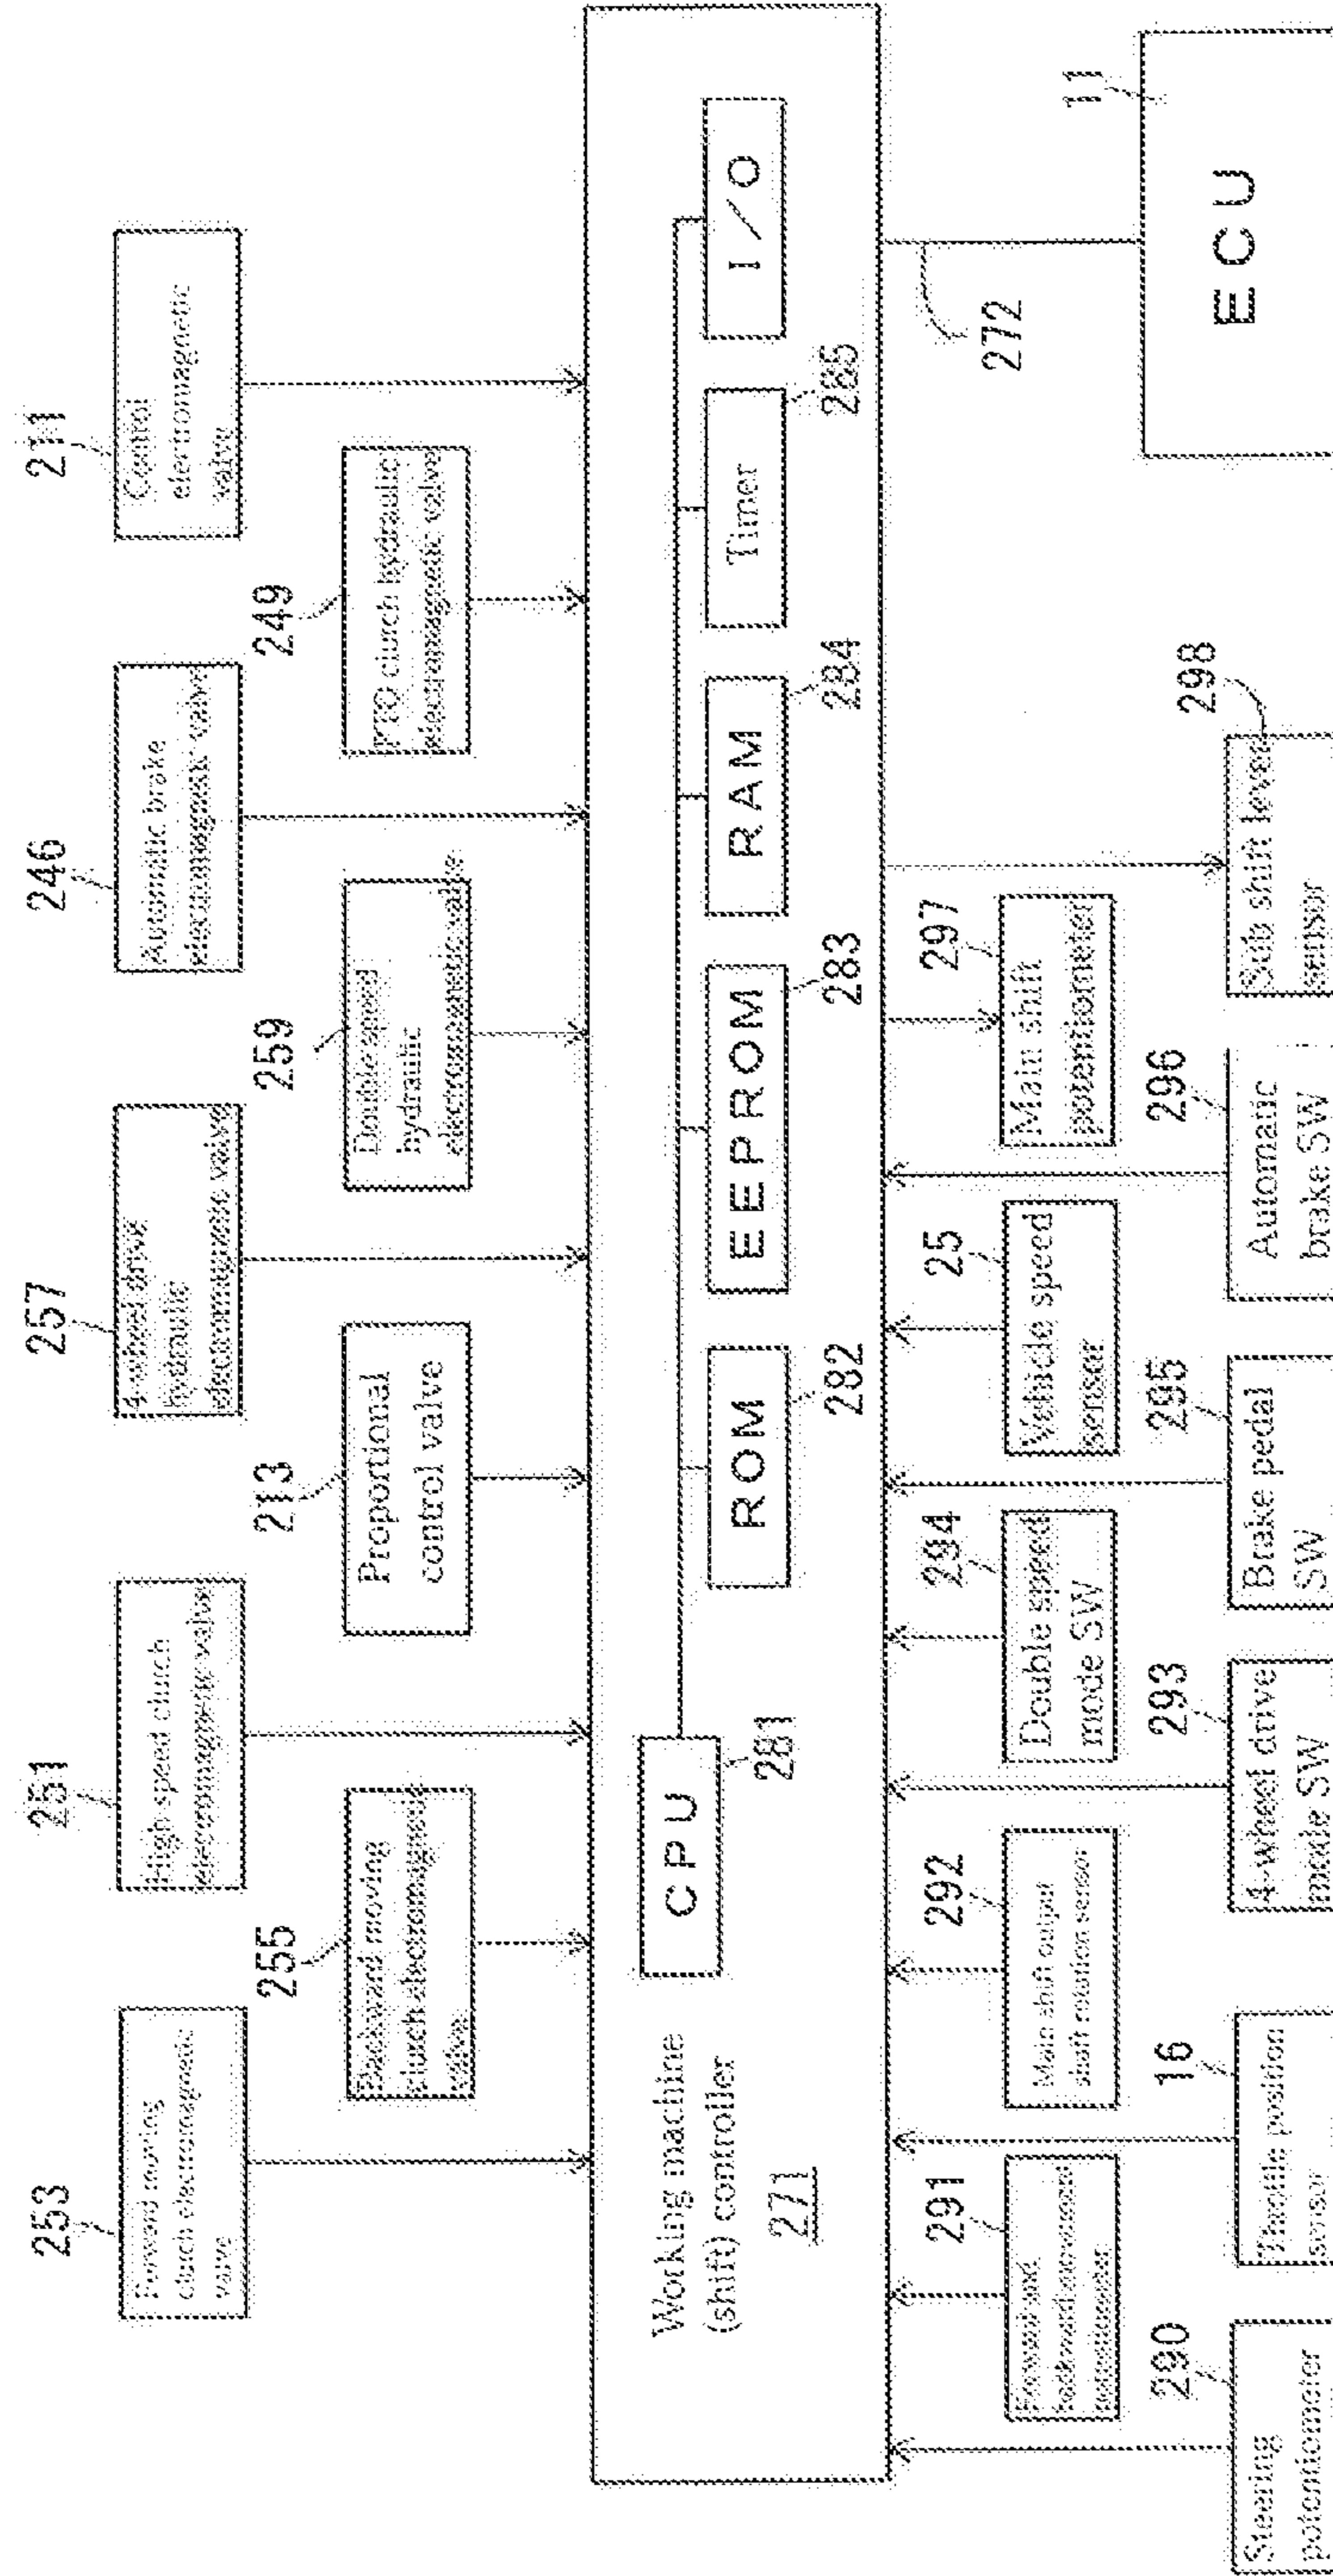 253
Forward moving
clurch electromagnetic
valve
251
High-speed clurch
electromagnetic valve
257
4-wheel drive
hydraulic
electromagnetic valve
246
Automatic brake
electromagnetic valve
211
Control
electromagnetic
valve
255
Backward moving
clurch electromagnetic
valve
213
Proportional
control valve
259
Double speed
hydraulic
electromagnetic valve
249
PTO clurch hydraulic
electromagnetic valve
Working machine
(shift) controller
271
CPU
281
ROM
282
EEPROM
283
RAM
284
Timer
285
I/O
291
Forward and
backward movement
potentiometer
292
Main shift output
shaft rotation sensor
294
Double speed
mode SW
25
Vehicle speed
senser
297
Main shift
potentiometer
272
290
Steering
potentiometer
16
Throttle position
sensor
293
4-wheel drive
mode SW
295
Brake pedal
SW
296
Automatic
brake SW
298
Sub shift lever
sensor
11
ECU